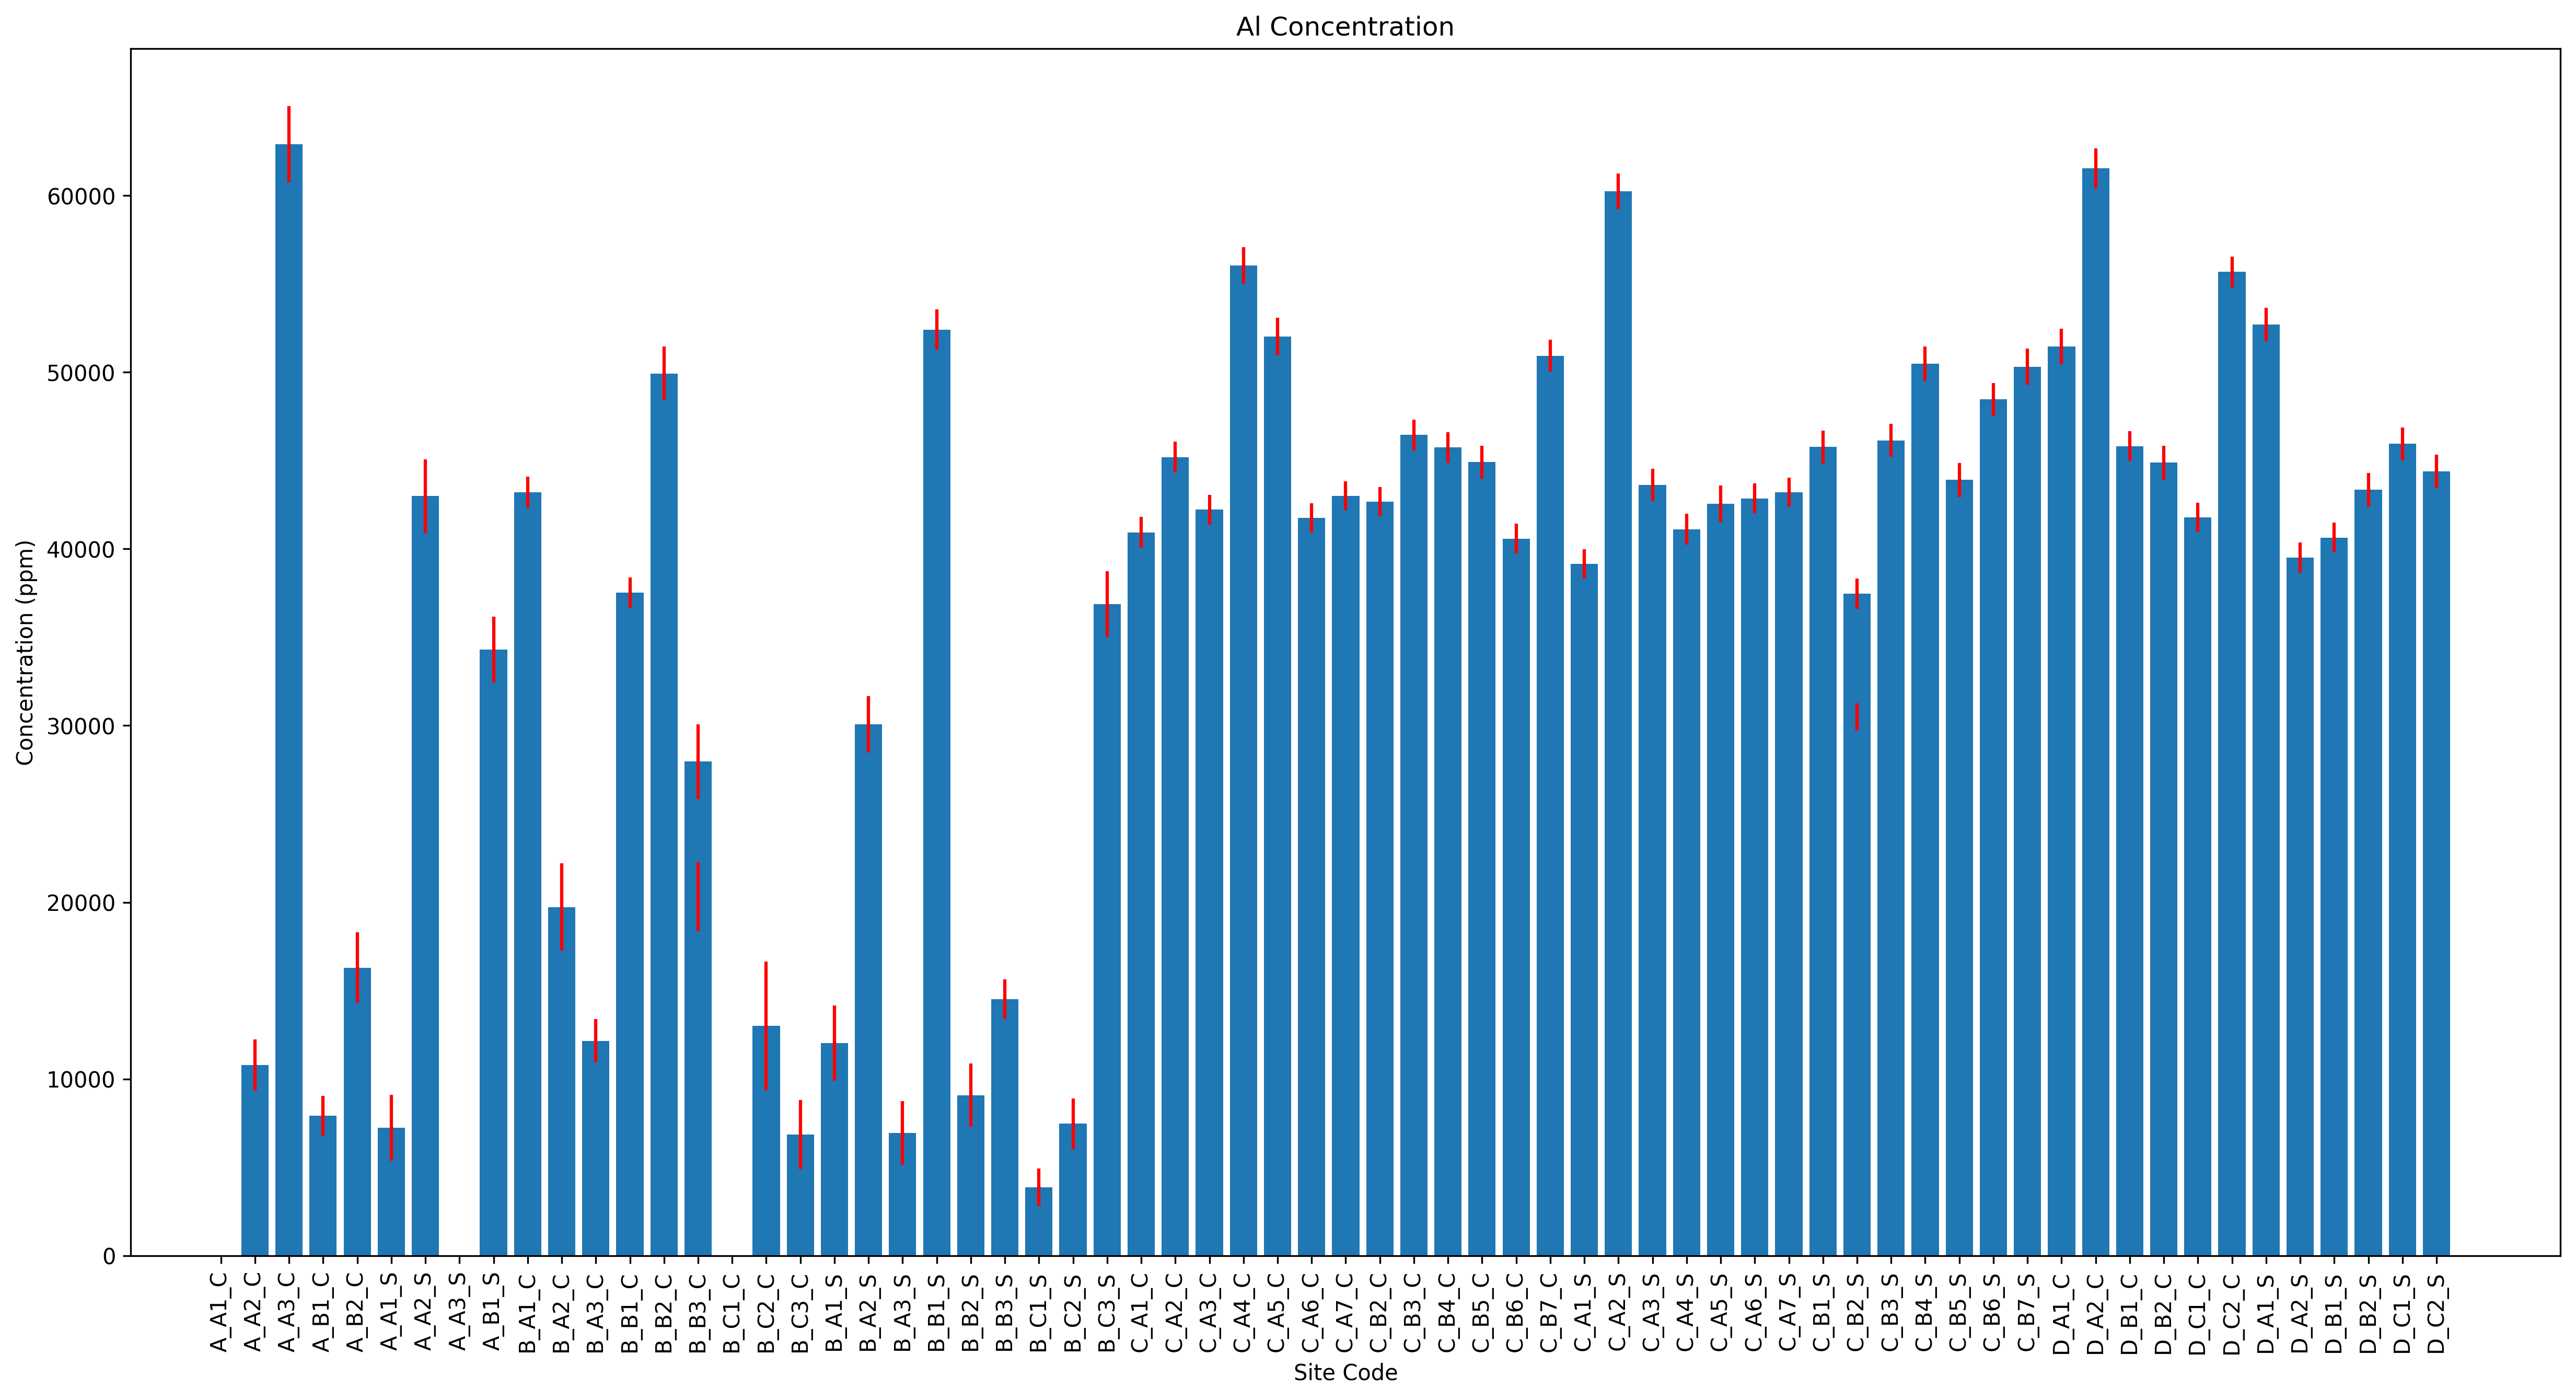 Al Concentration
Concentration (ppm)
60000
50000
40000
30000
20000
10000
0
A_A1_C
A_A2_C
A_A3_C
A_B1_C
A_B2_C
A_A1_S
A_A2_S
A_A3_S
A_B1_S
B_A1_C
B_A2_C
B_A3_C
B_B1_C
B_B2_C
B_B3_C
B_C1_C
B_C2_C
B_C3_C
B_A1_S
B_A2_S
B_A3_S
B_B1_S
B_B2_S
B_B3_S
B_C1_S
B_C2_S
B_C3_S
C_A1_C
C_A2_C
C_A3_C
C_A4_C
C_A5_C
C_A6_C
C_A7_C
C_B2_C
C_B3_C
C_B4_C
C_B5_C
C_B6_C
C_B7_C
C_A1_S
C_A2_S
C_A3_S
C_A4_S
C_A5_S
C_A6_S
C_A7_S
C_B1_S
C_B2_S
C_B3_S
C_B4_S
C_B5_S
C_B6_S
C_B7_S
D_A1_C
D_A2_C
D_B1_C
D_B2_C
D_C1_C
D_C2_C
D_A1_S
D_A2_S
D_B1_S
D_B2_S
D_C1_S
D_C2_S
Site Code